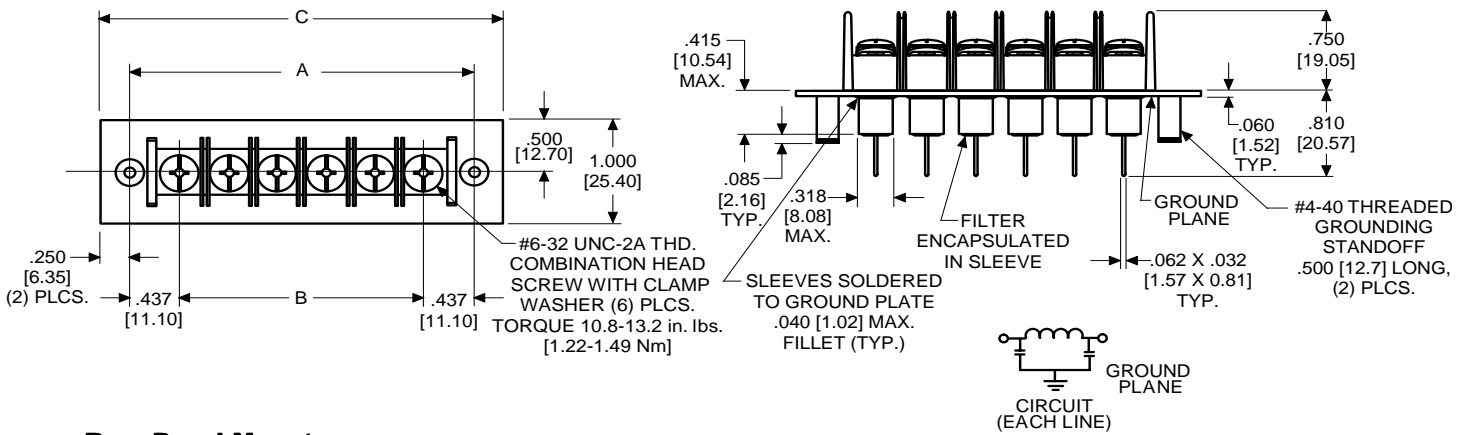 C
A
.500
[12.70]
1.000
[25.40]
.250
[6.35]
(2) PLCS.
.437
[11.10]
B
.437
[11.10]
#6-32 UNC-2A THD.
COMBINATION HEAD
SCREW WITH CLAMP
WASHER (6) PLCS.
TORQUE 10.8-13.2 in. lbs.
[1.22-1.49 Nm]
.415
[10.54]
MAX.
.750
[19.05]
.060
[1.52]
TYP.
.810
[20.57]
.085
[2.16]
TYP.
.318
[8.08]
MAX.
FILTER
ENCAPSULATED
IN SLEEVE
GROUND
PLANE
#4-40 THREADED
GROUNDING
STANDOFF
.500 [12.7] LONG,
(2) PLCS.
.062 X .032
[1.57 X 0.81]
TYP.
SLEEVES SOLDERED
TO GROUND PLATE
.040 [1.02] MAX.
FILLET (TYP.)
GROUND
PLANE
CIRCUIT
(EACH LINE)